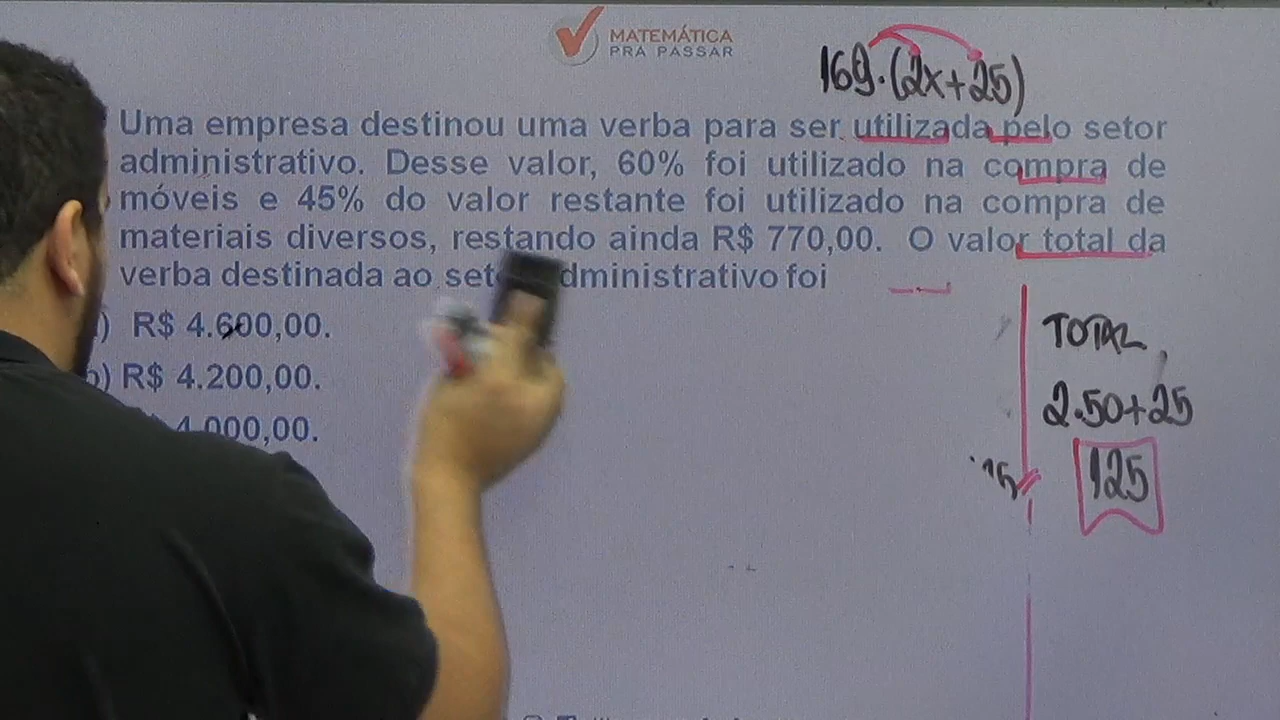 MATEMÁTICA
PRA PASSAR
169.(2x+25)
Uma empresa destinou uma verba para ser utilizada pelo setor
administrativo. Desse valor, 60% foi utilizado na compra de
móveis e 45% do valor restante foi utilizado na compra de
materiais diversos, restando ainda R$ 770,00. O valor total da
verba destinada ao administrativo foi
) R$ 4.600,00.
b) R$ 4.200,00.
4.000,00.
TOTAL
2.50+25
125